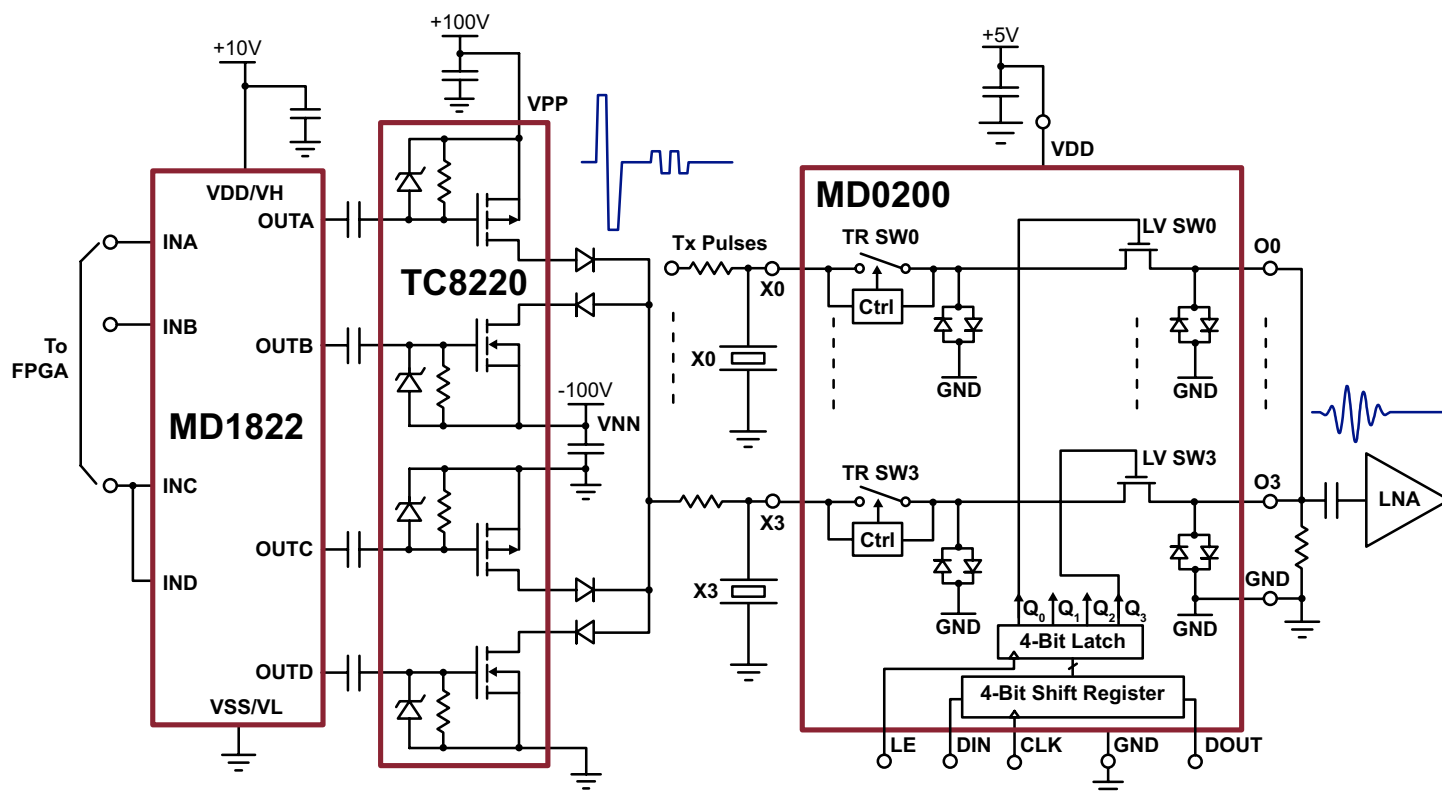 +10V
VDD/VH
OUTA
INA
INB
To
FPGA
OUTB
MD1822
INC
OUTC
IND
OUTD
VSS/VL
+100V
VPP
TC8220
-100V
VNN
Tx Pulses
X0
X0
X3
X3
+5V
VDD
MD0200
TR SW0
Ctrl
LV SW0
O0
GND
GND
TR SW3
Ctrl
LV SW3
O3
LNA
GND
GND
GND
Q0
Q1
Q2
Q3
4-Bit Latch
4-Bit Shift Register
LE
DIN
CLK
GND
DOUT